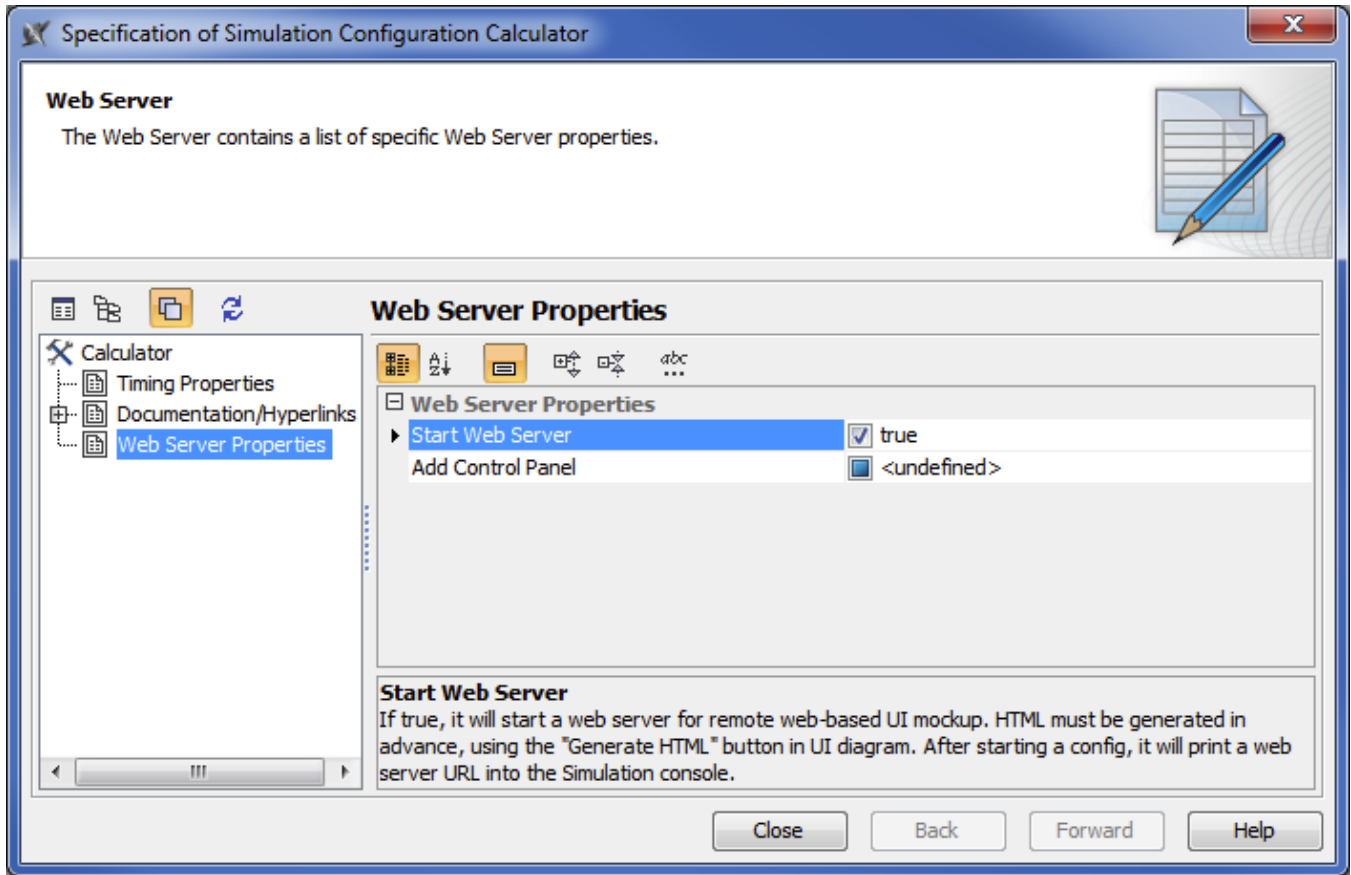 Specification of Simulation Configuration Calculator
Web Server
The Web Server contains a list of specific Web Server properties.
Web Server Properties
Calculator
Timing Properties
Documentation/Hyperlinks
Web Server Properties
A
Z
abc
Web Server Properties
Start Web Server true
Add Control Panel <undefined>
Start Web Server
If true, it will start a web server for remote web-based UI mockup. HTML must be generated in
advance, using the "Generate HTML" button in UI diagram. After starting a config, it will print a web
server URL into the Simulation console.
Close Back Forward Help